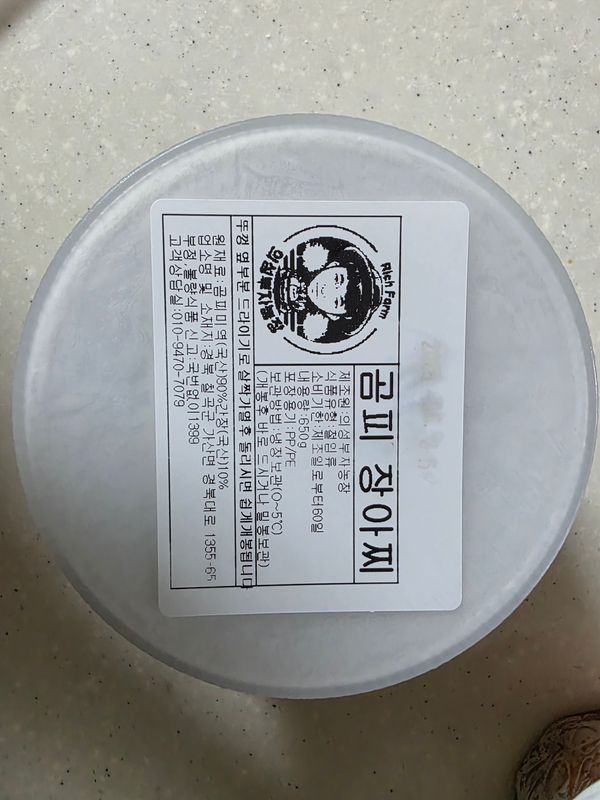 Rich Farm
의성부자농장
곰피 장아찌
제조원:의성부자농장
식품유형:절임류
소비기한:제조일로부터60일
내용량:650g
포장용기:PP/PE
보관방법:냉장보관(0~5℃)
(개봉후 바로 드시거나 밀봉보관)
뚜껑 옆부분 드라이기로 살짝가열후 돌리시면 쉽게개봉됩니다
원재료:곰피미역(국산)90%간장(국산)10%
업소명 및 소재지:경북 칠곡군 가산면 경북대로 1355-65
부정,불량식품 신고:국번없이1399
고객상담실:010-9470-7079